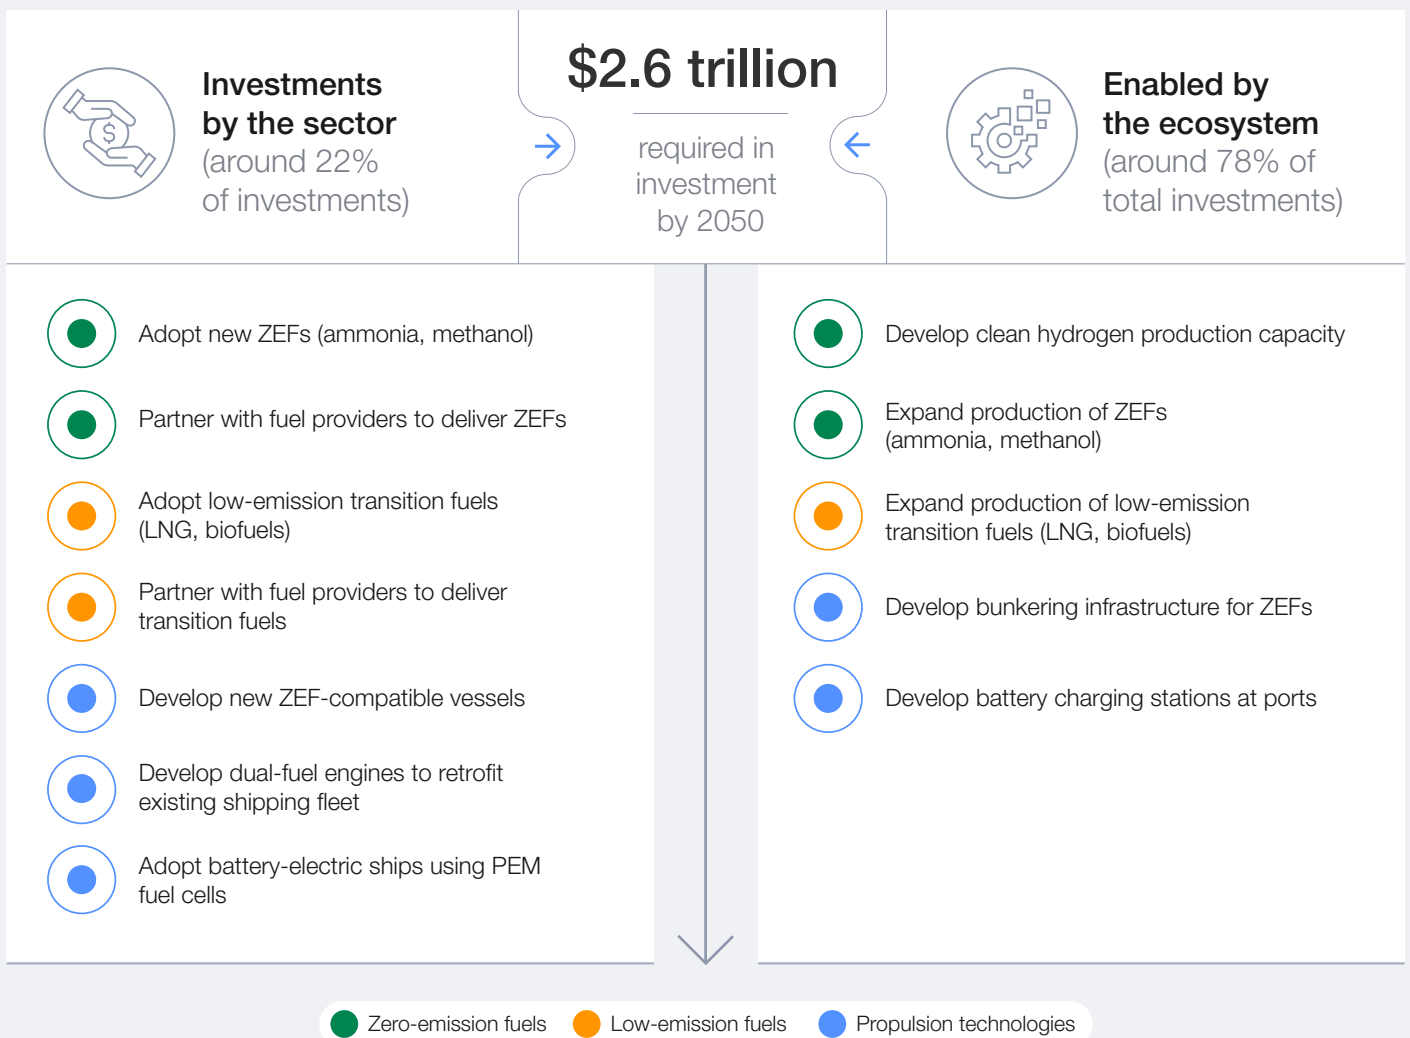 Investments
by the sector
(around 22%
of investments)
$2.6 trillion
required in
investment
by 2050
Enabled by
the ecosystem
(around 78% of
total investments)
Adopt new ZEFs (ammonia, methanol)
Partner with fuel providers to deliver ZEFs
Adopt low-emission transition fuels
(LNG, biofuels)
Partner with fuel providers to deliver
transition fuels
Develop new ZEF-compatible vessels
Develop dual-fuel engines to retrofit
existing shipping fleet
Adopt battery-electric ships using PEM
fuel cells
Develop clean hydrogen production capacity
Expand production of ZEFs
(ammonia, methanol)
Expand production of low-emission
transition fuels (LNG, biofuels)
Develop bunkering infrastructure for ZEFs
Develop battery charging stations at ports
Zero-emission fuels
Low-emission fuels
Propulsion technologies